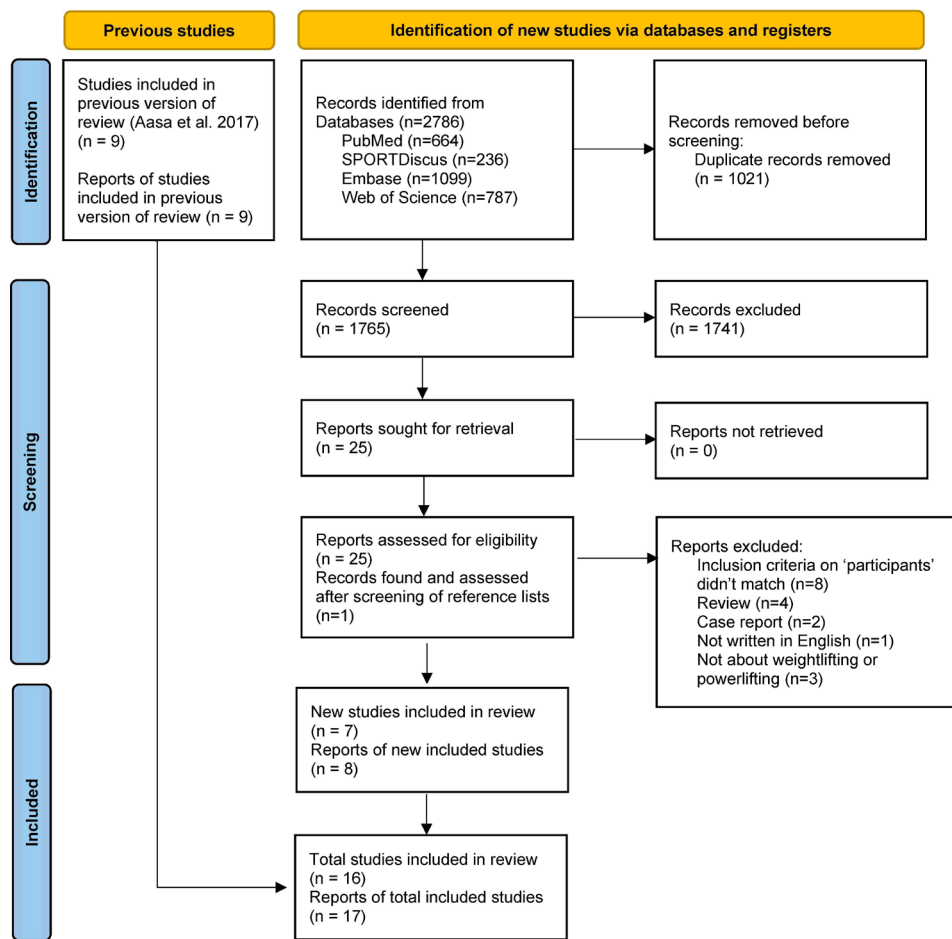 Previous studies
Identification of new studies via databases and registers
Identification
Studies included in
previous version of
review (Aasa et al. 2017)
(n = 9)
Reports of studies
included in previous
version of review (n = 9)
Records identified from
Databases (n=2786)
PubMed (n=664)
SPORTDiscus (n=236)
Embase (n=1099)
Web of Science (n=787)
Records removed before
screening:
Duplicate records removed
(n = 1021)
Screening
Records screened
(n = 1765)
Records excluded
(n = 1741)
Reports sought for retrieval
(n = 25)
Reports not retrieved
(n = 0)
Reports assessed for eligibility
(n = 25)
Records found and assessed
after screening of reference lists
(n=1)
Reports excluded:
Inclusion criteria on ‘participants’
didn’t match (n=8)
Review (n=4)
Case report (n=2)
Not written in English (n=1)
Not about weightlifting or
powerlifting (n=3)
Included
New studies included in review
(n = 7)
Reports of new included studies
(n = 8)
Total studies included in review
(n = 16)
Reports of total included studies
(n = 17)